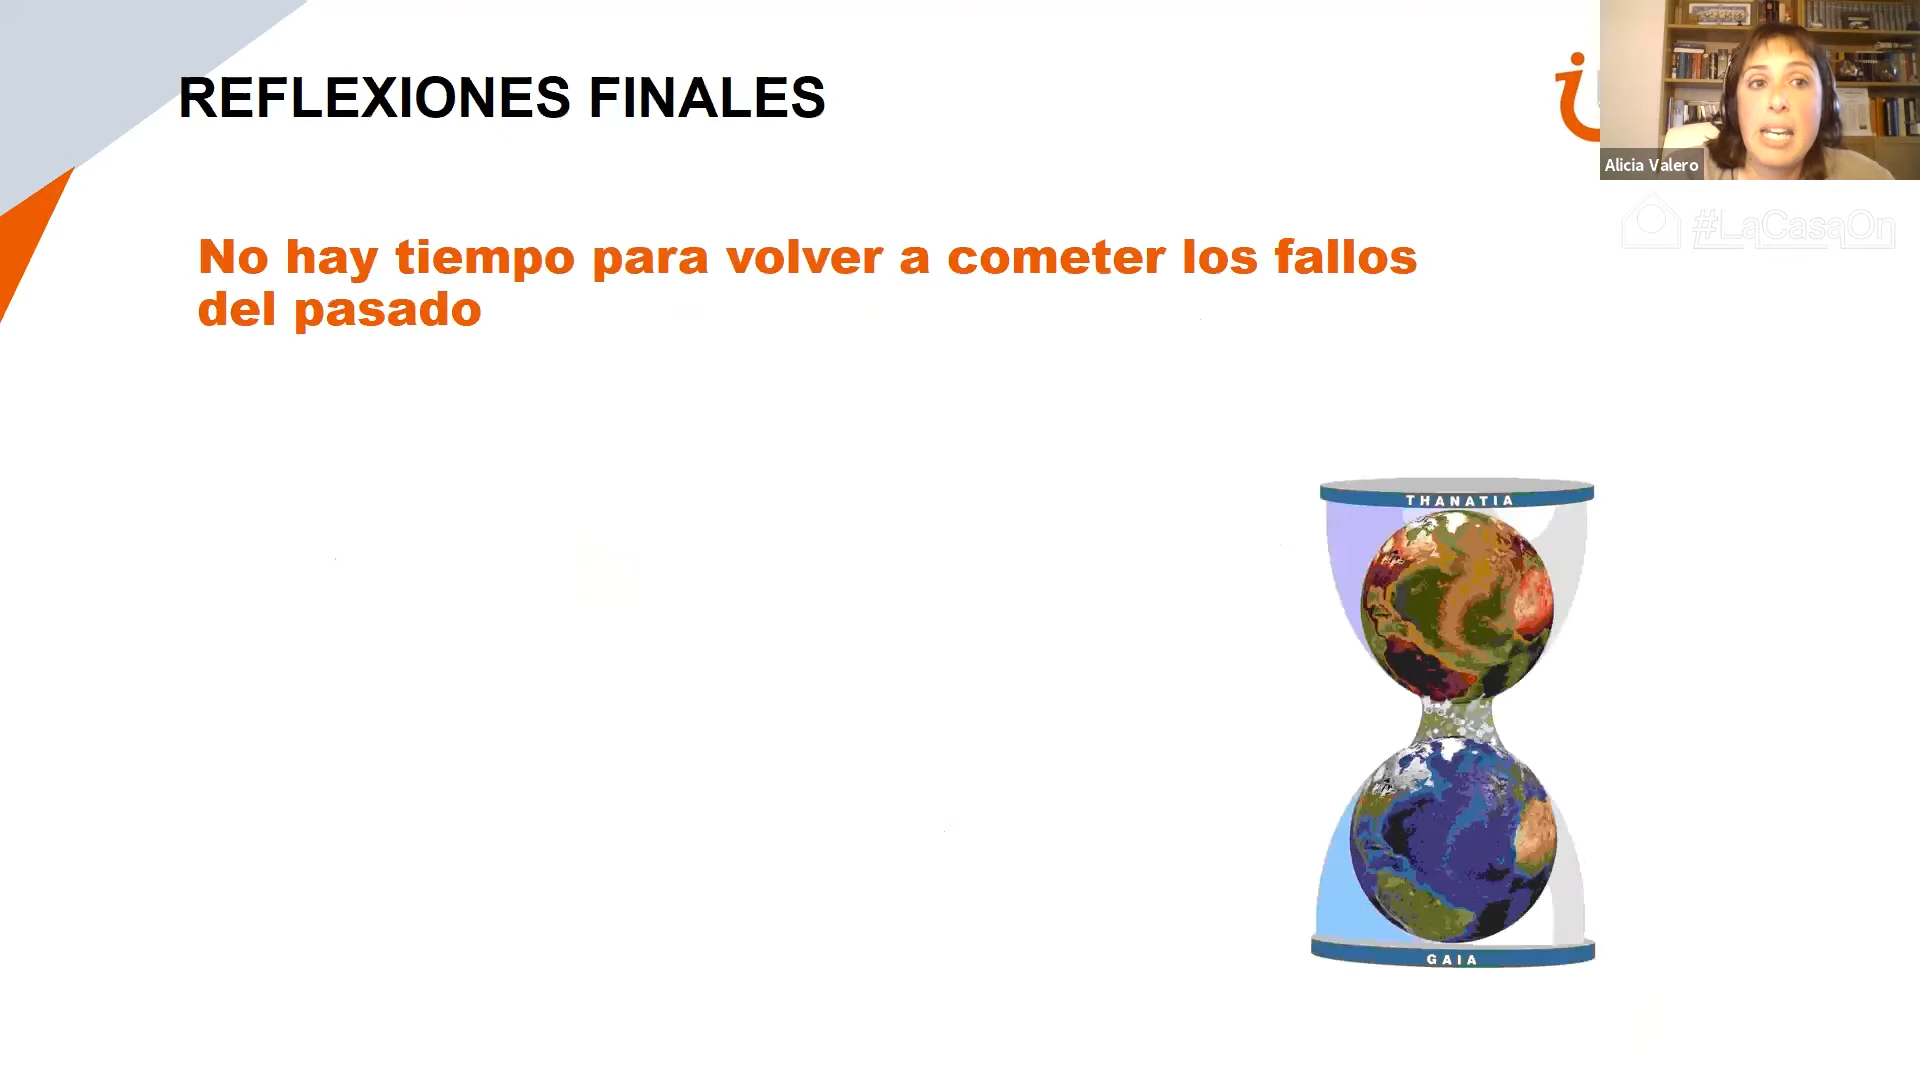 REFLEXIONES FINALES
Alicia Valero
#LaCasaOn
No hay tiempo para volver a cometer los fallos
del pasado
THANATIA
GAIA